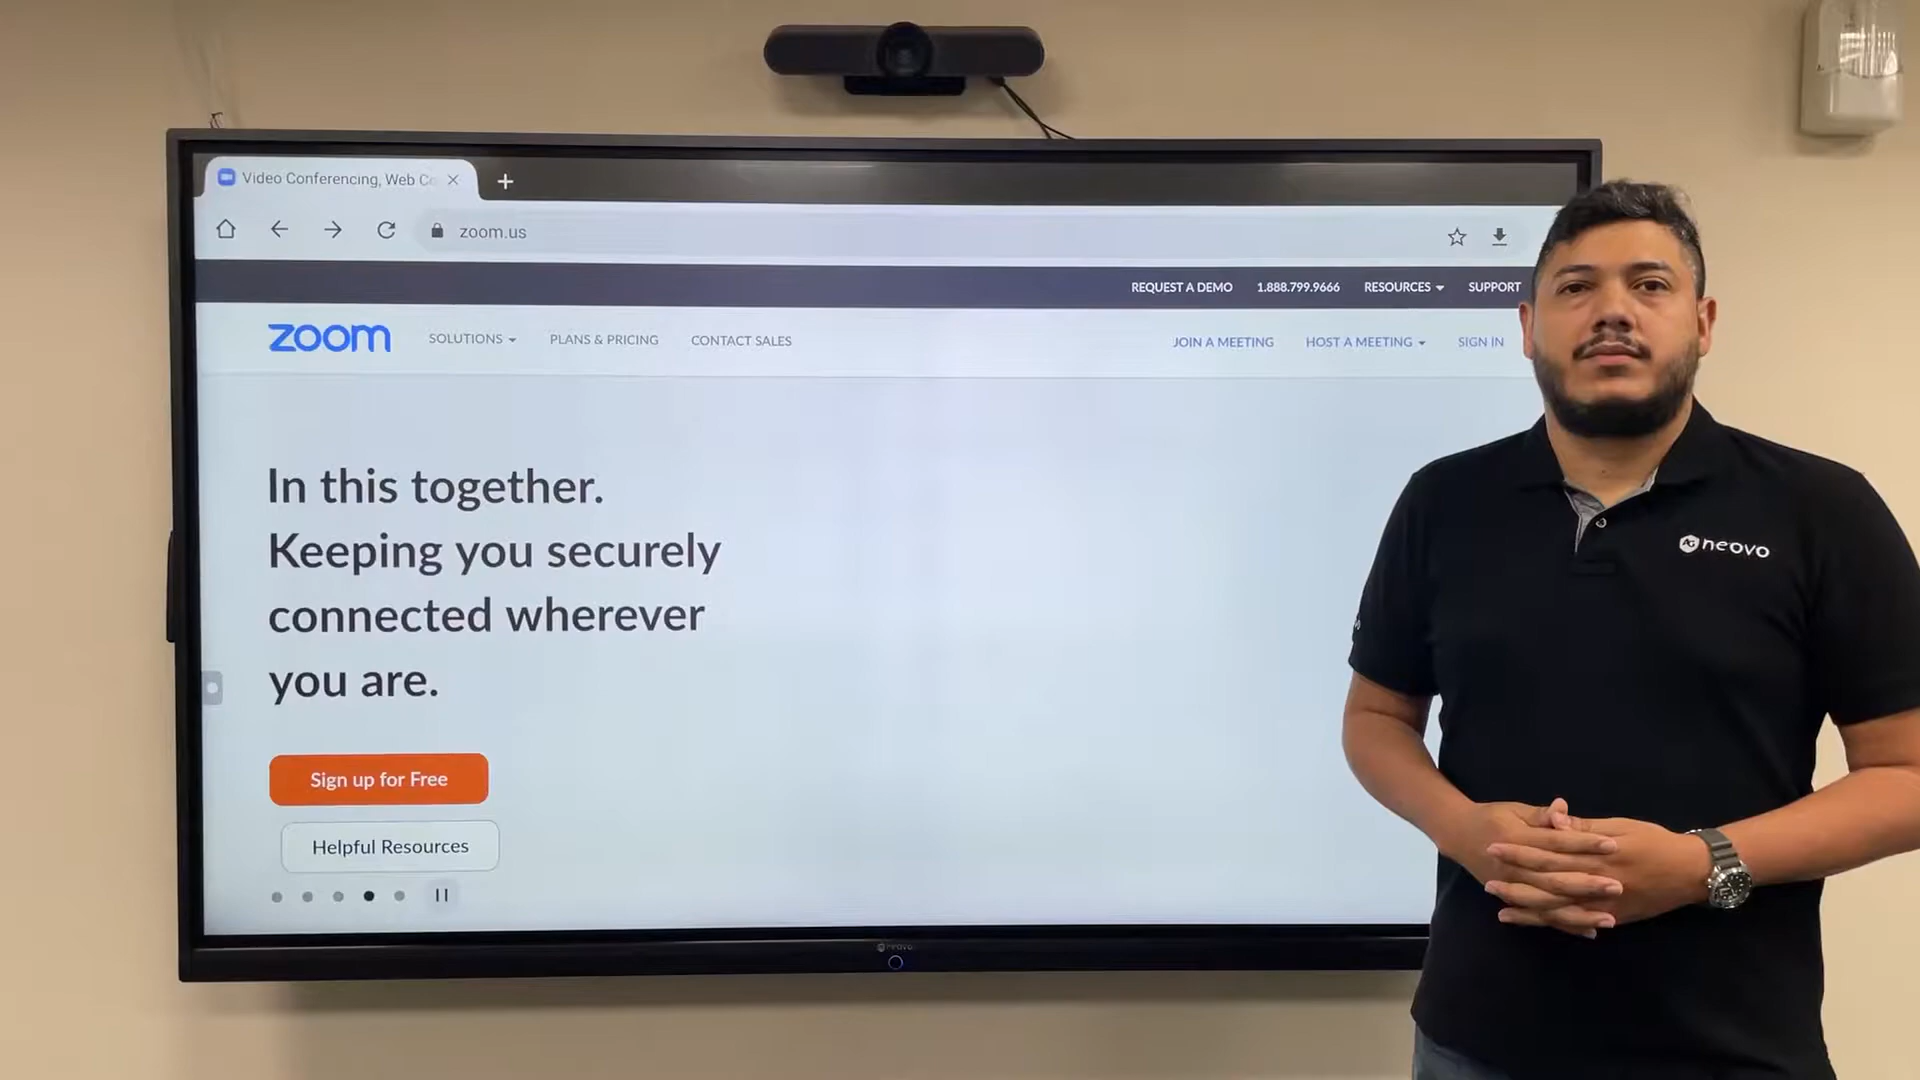 Video Conferencing, Web Co
zoom.us
REQUEST A DEMO 1.888.799.9666 RESOURCES SUPPORT
zoom SOLUTIONS PLANS & PRICING CONTACT SALES JOIN A MEETING HOST A MEETING SIGN IN
In this together.
Keeping you securely
connected wherever
you are.
Sign up for Free
Helpful Resources
AG neovo
neovo